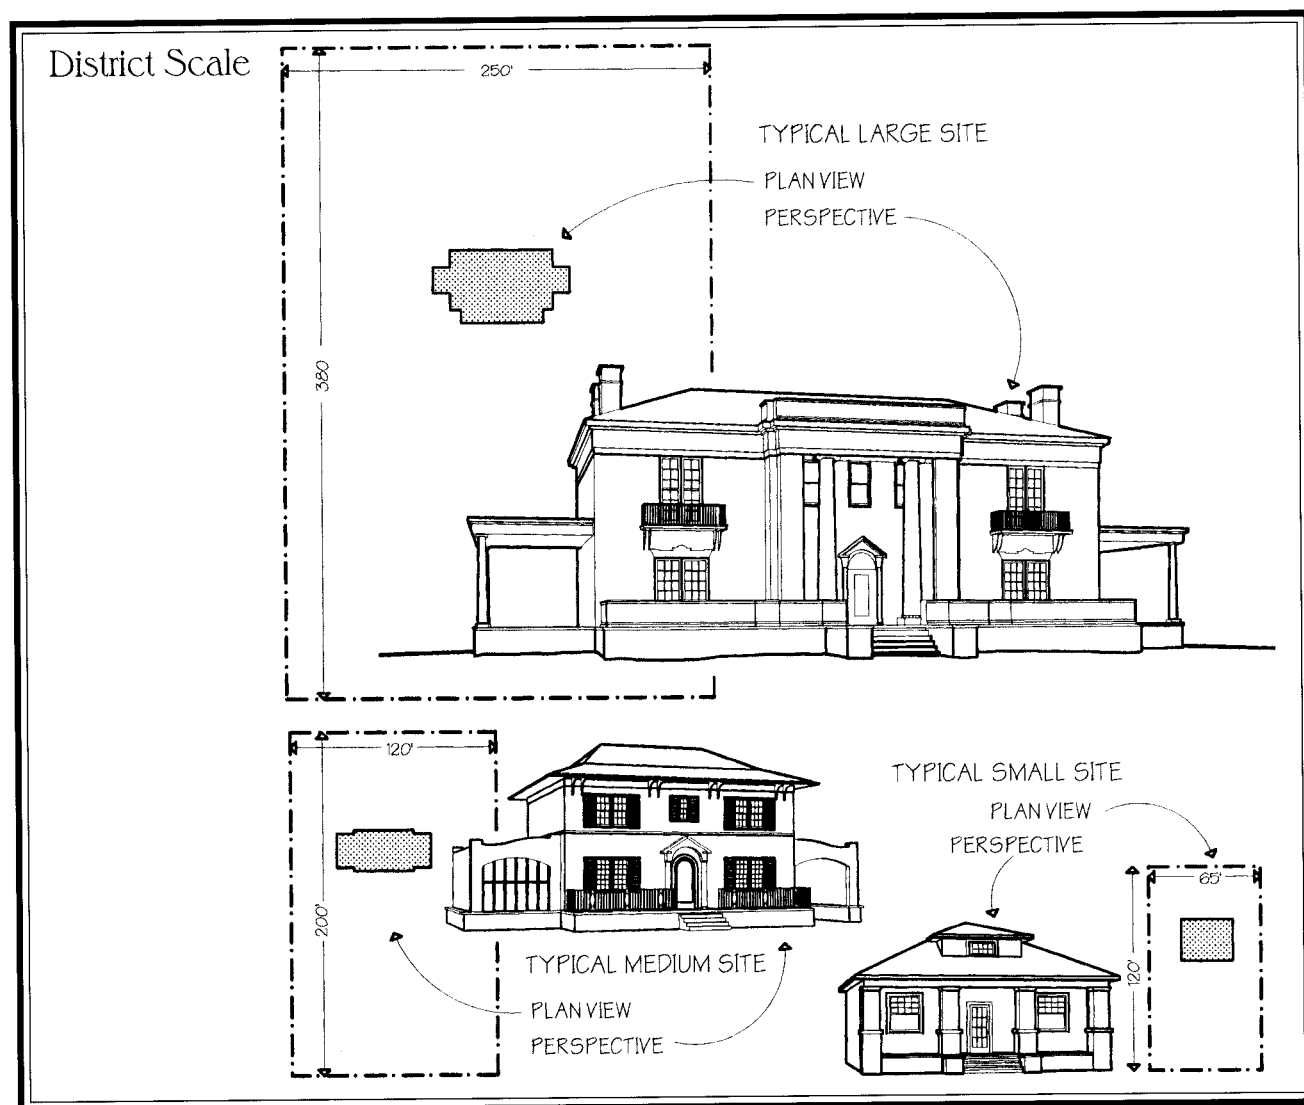 District Scale
250'
TYPICAL LARGE SITE
PLAN VIEW
PERSPECTIVE
380
120'
TYPICAL SMALL SITE
PLAN VIEW
PERSPECTIVE
65'
200'
120'
TYPICAL MEDIUM SITE
PLAN VIEW
PERSPECTIVE